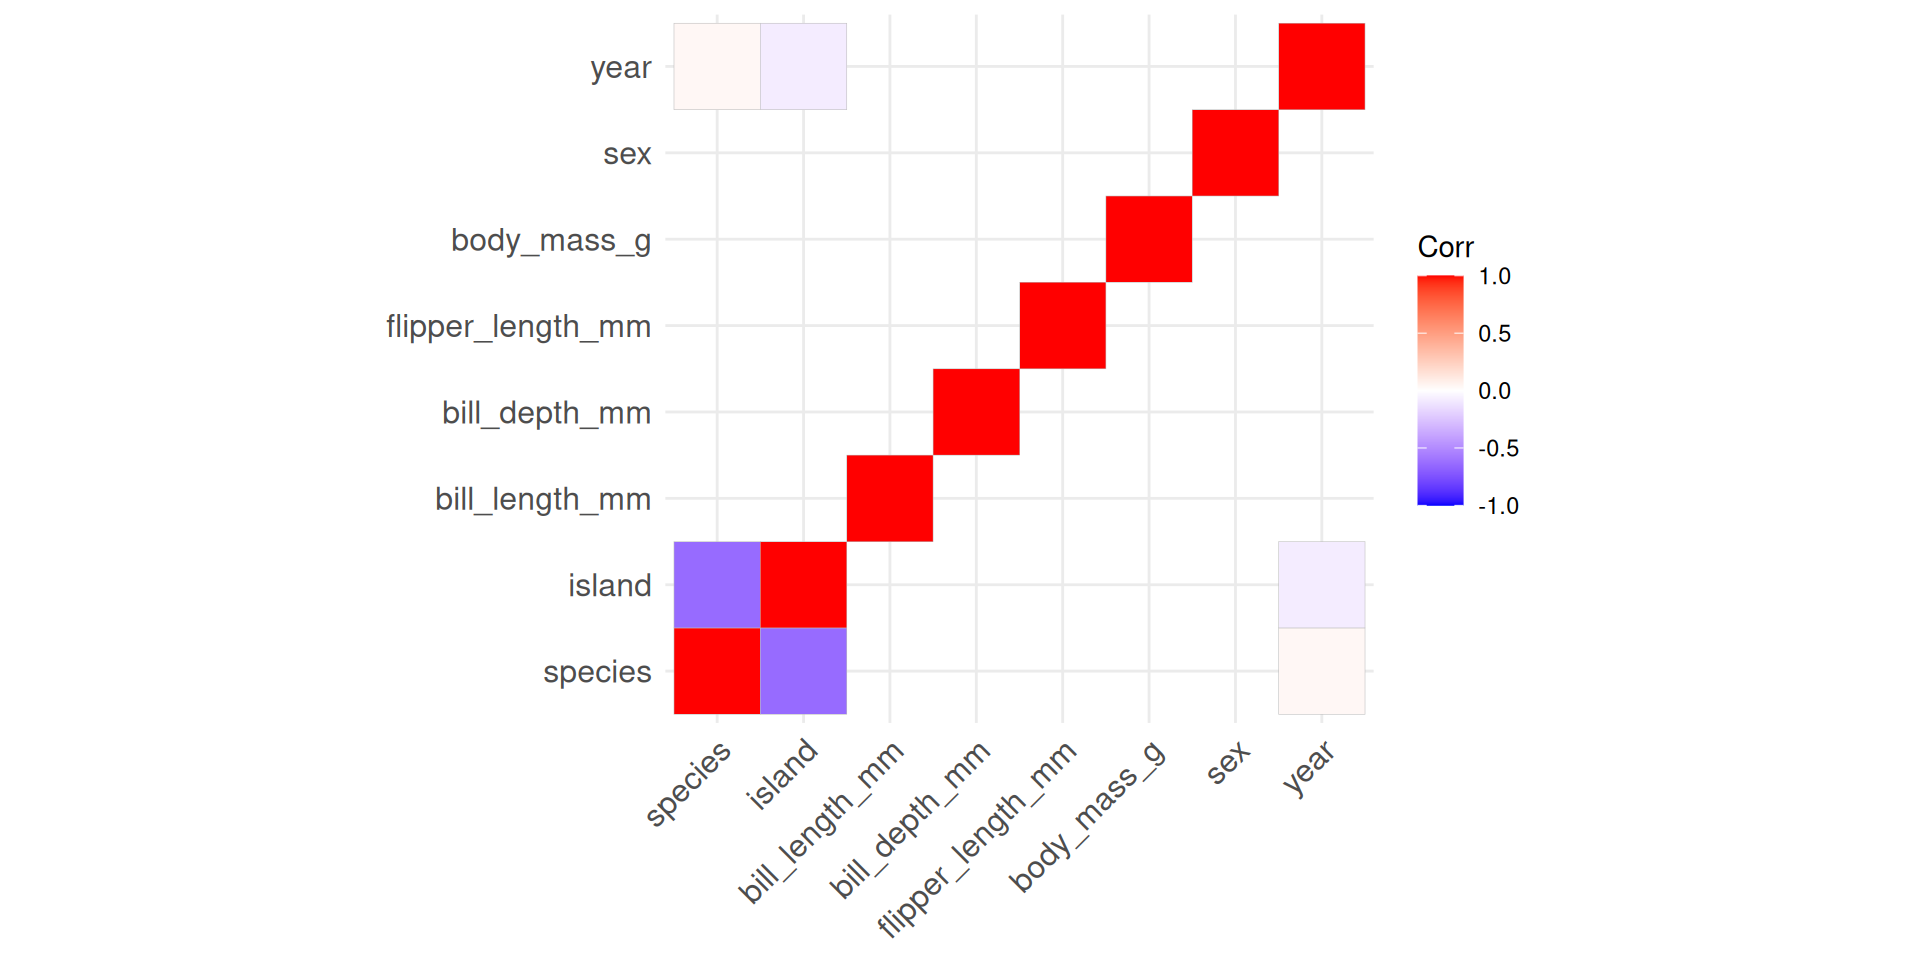 year
sex
body_mass_g
flipper_length_mm
bill_depth_mm
bill_length_mm
island
species
species
island
bill_length_mm
bill_depth_mm
flipper_length_mm
body_mass_g
sex
year
Corr
1.0
0.5
0.0
-0.5
-1.0